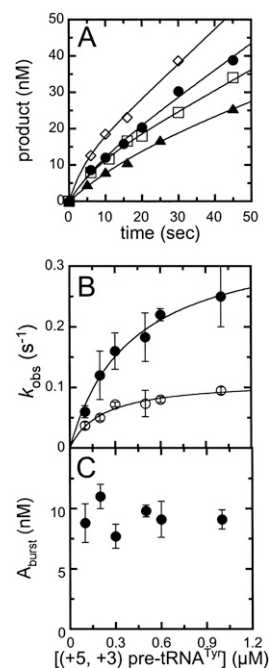 A
product (nM)
50
40
30
20
10
0
0 10 20 30 40 50
time (sec)
B
k_obs (s⁻¹)
0.3
0.2
0.1
0
C
A_burst (nM)
15
10
5
0
0 0.3 0.6 0.9 1.2
[(+5, +3) pre-tRNA^Tyr] (μM)